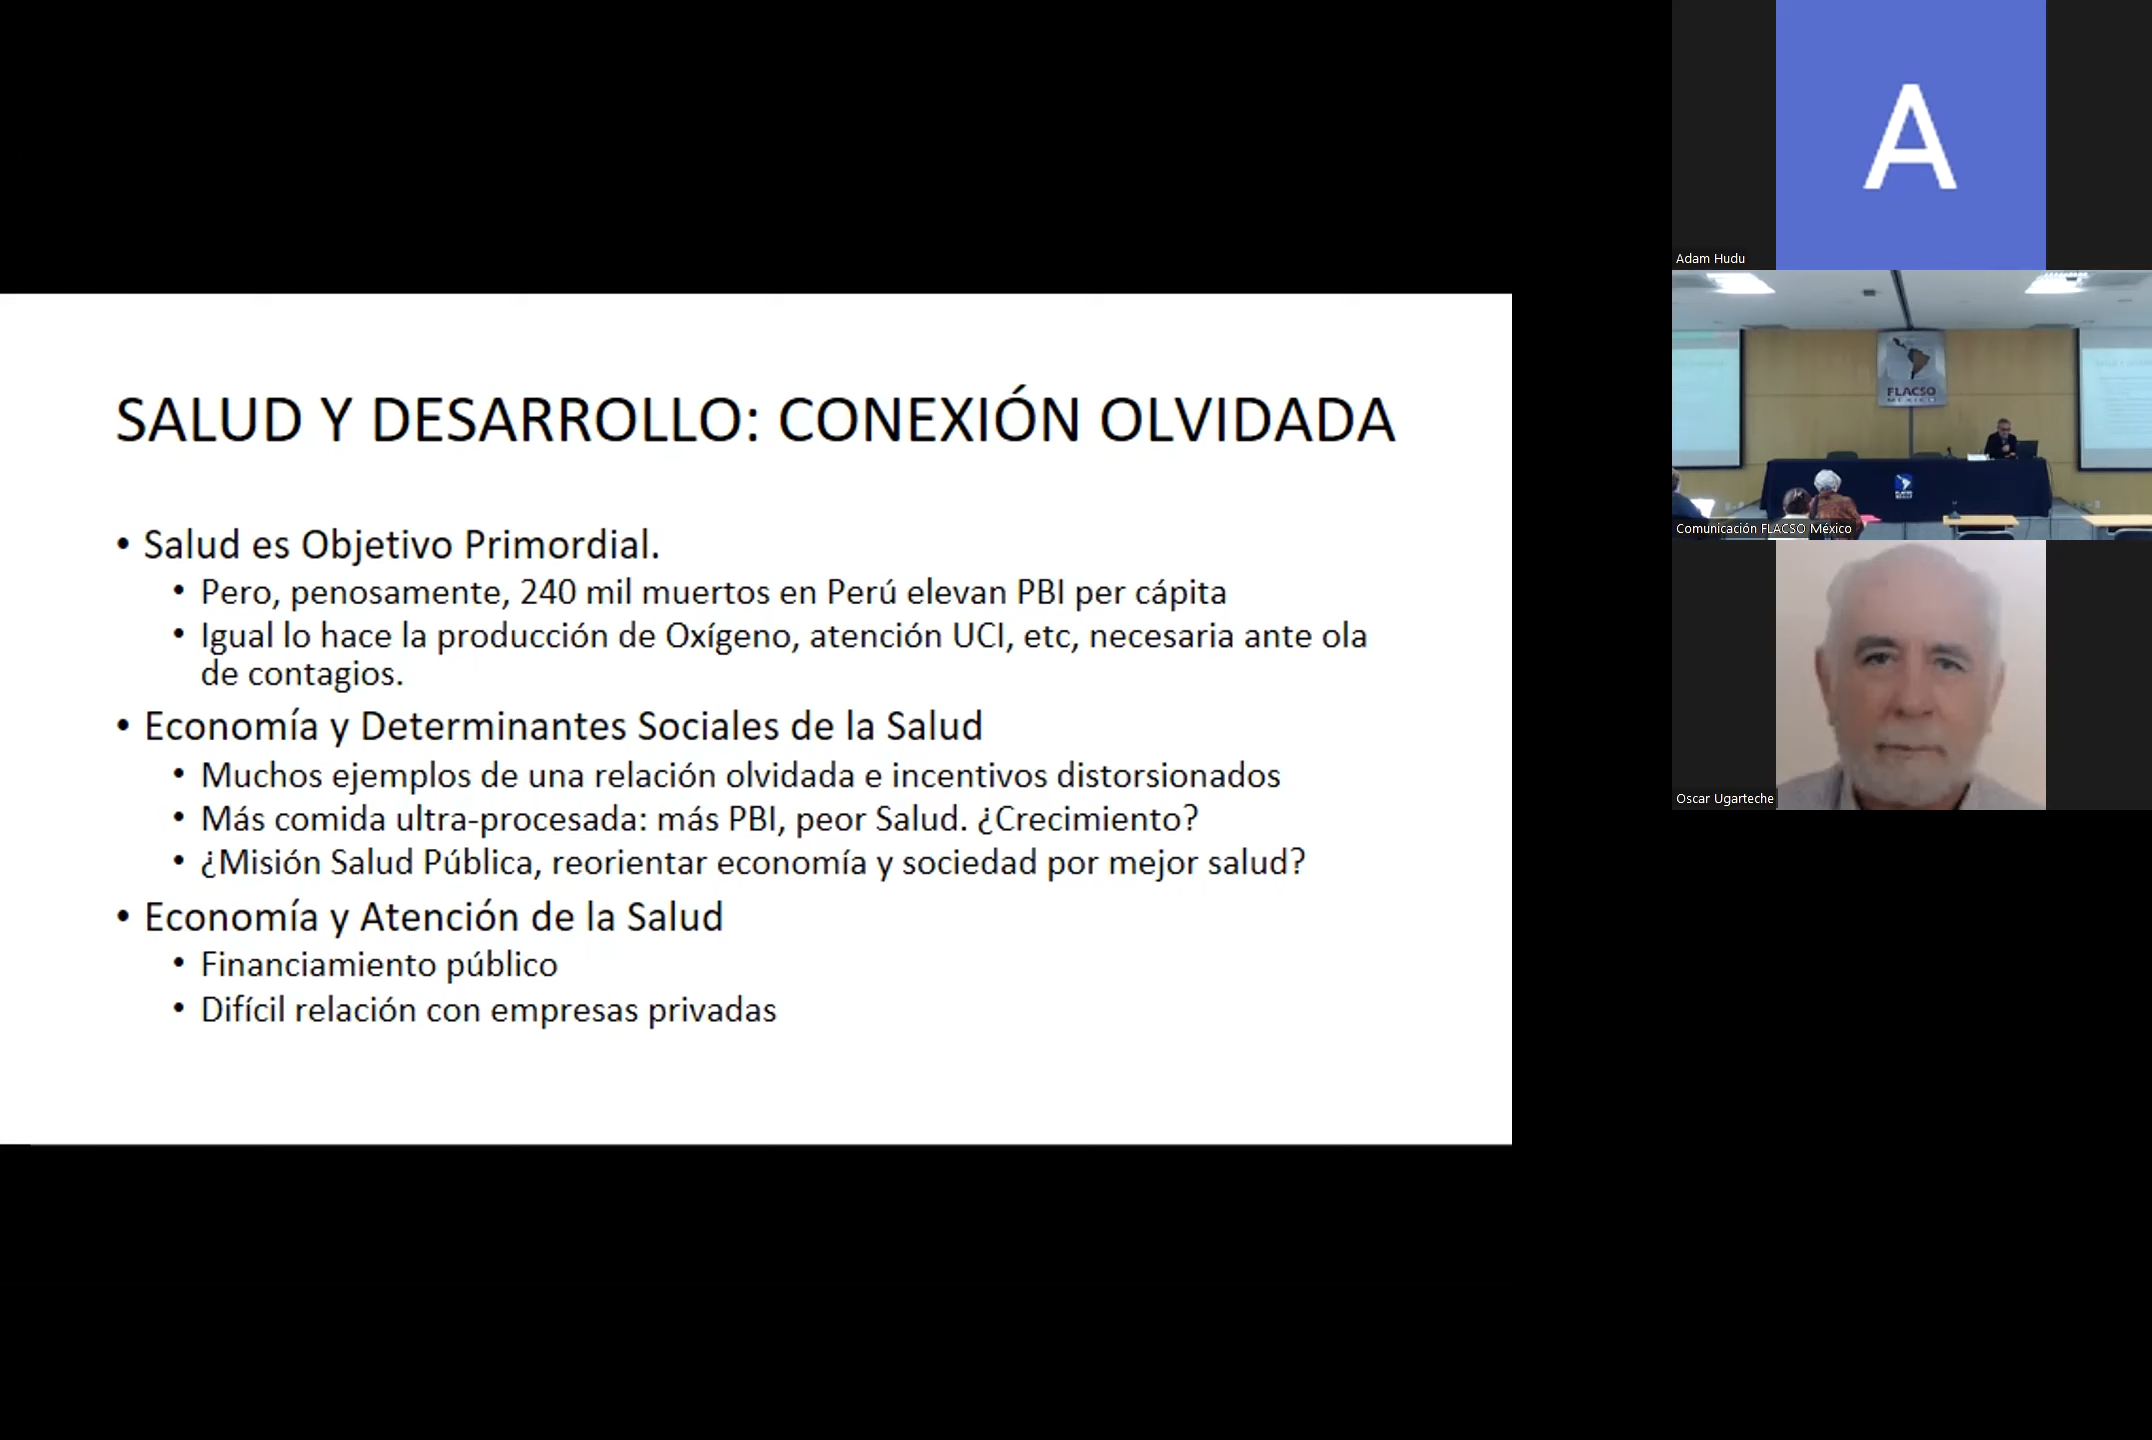 SALUD Y DESARROLLO: CONEXIÓN OLVIDADA
• Salud es Objetivo Primordial.
• Pero, penosamente, 240 mil muertos en Perú elevan PBI per cápita
• Igual lo hace la producción de Oxígeno, atención UCI, etc, necesaria ante ola
de contagios.
• Economía y Determinantes Sociales de la Salud
• Muchos ejemplos de una relación olvidada e incentivos distorsionados
• Más comida ultra-procesada: más PBI, peor Salud. ¿Crecimiento?
• ¿Misión Salud Pública, reorientar economía y sociedad por mejor salud?
• Economía y Atención de la Salud
• Financiamiento público
• Difícil relación con empresas privadas
A
Adam Hudu
FLACSO
MÉXICO
Comunicación FLACSO México
Oscar Ugarteche